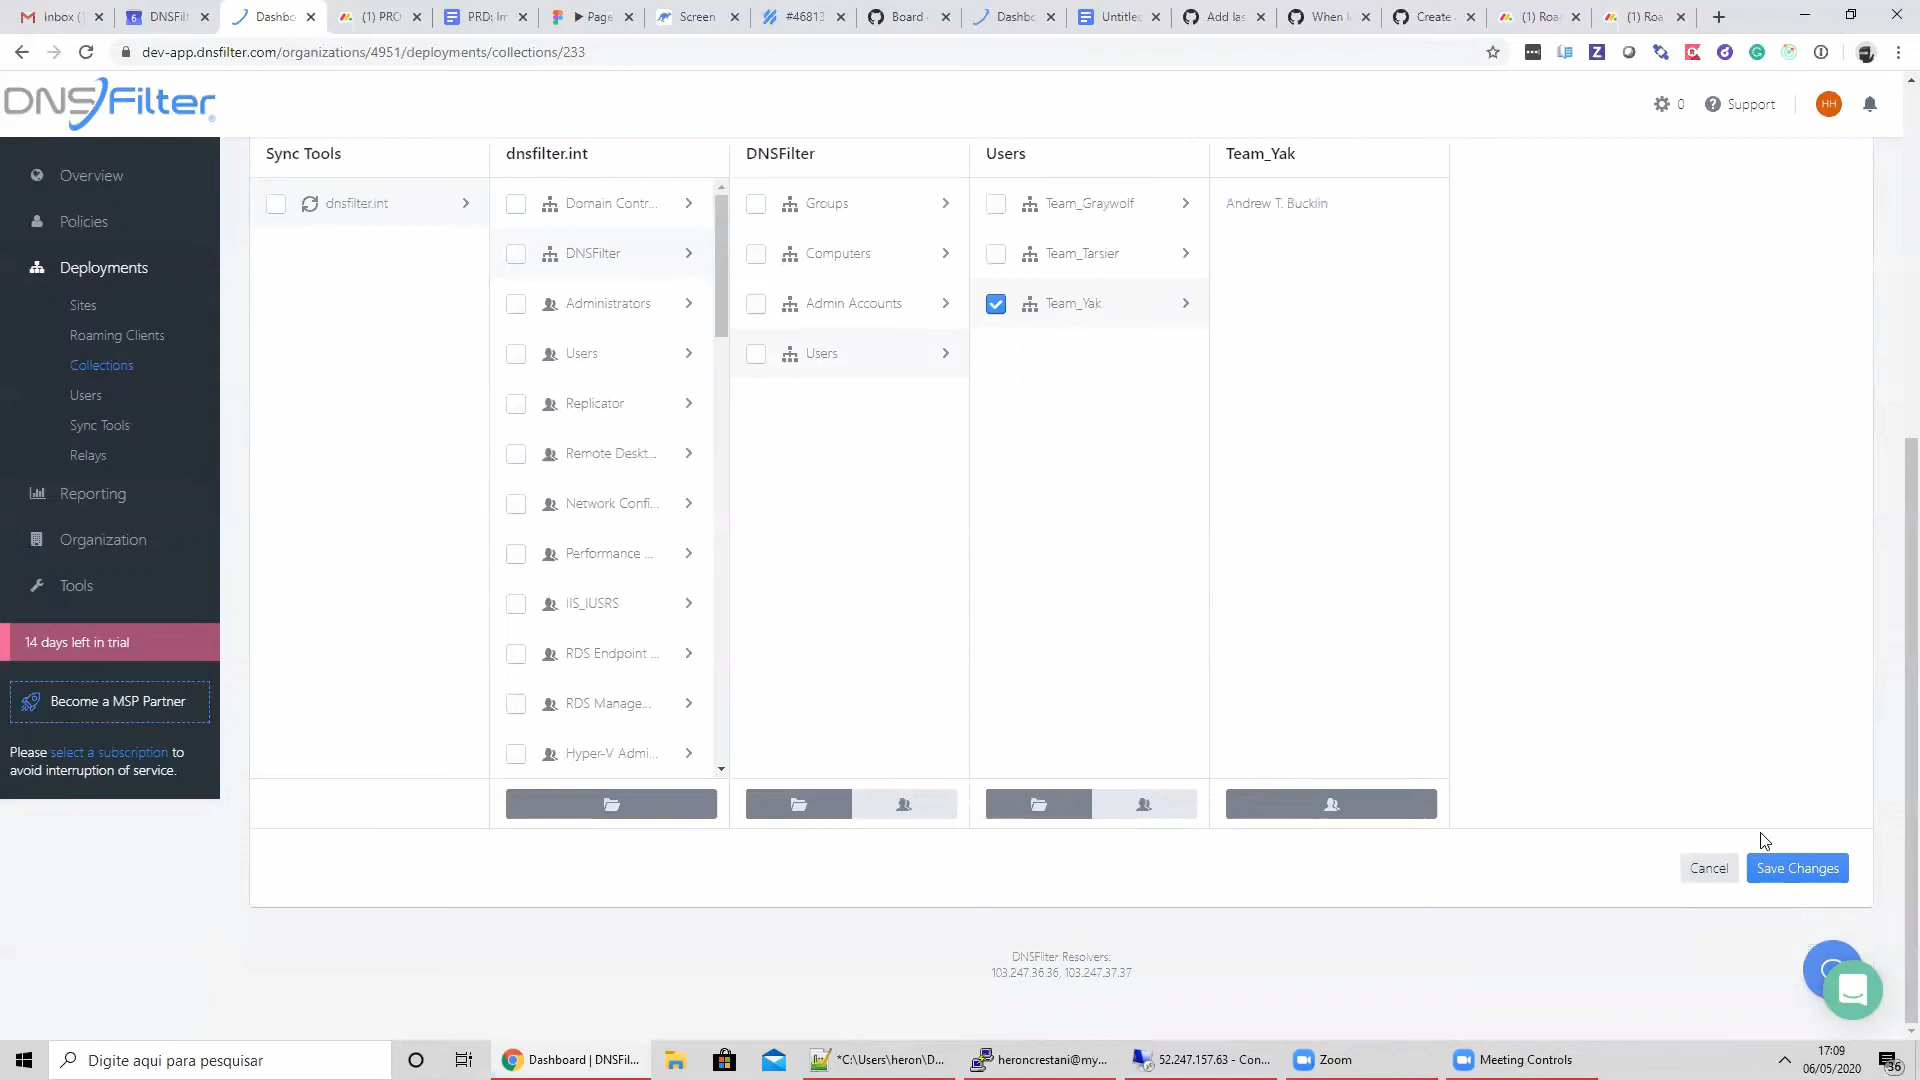 Inbox (
DNSFilt
Dashbo
(1) PRO
PRD: In
Page
Screen
#46813
Board
Dashbo
Untitled
Add las
When I
Create
(1) Roa
(1) Roa
dev-app.dnsfilter.com/organizations/4951/deployments/collections/233
DNSFilter
0
Support
HH
Overview
Policies
Deployments
Sites
Roaming Clients
Collections
Users
Sync Tools
Relays
Reporting
Organization
Tools
14 days left in trial
Become a MSP Partner
Please select a subscription to
avoid interruption of service.
Sync Tools
dnsfilter.int
dnsfilter.int
Domain Contr...
DNSFilter
Administrators
Users
Replicator
Remote Deskt...
Network Confi...
Performance ...
IIS_IUSRS
RDS Endpoint ...
RDS Manage...
Hyper-V Admi...
DNSFilter
Groups
Computers
Admin Accounts
Users
Users
Team_Graywolf
Team_Tarsier
Team_Yak
Team_Yak
Andrew T. Bucklin
Cancel
Save Changes
DNSFilter Resolvers:
103.247.36.36, 103.247.37.37
Digite aqui para pesquisar
Dashboard | DNSFil...
*C:\Users\heron\D...
heroncrestani@my...
52.247.157.63 - Con...
Zoom
Meeting Controls
17:09
06/05/2020
36